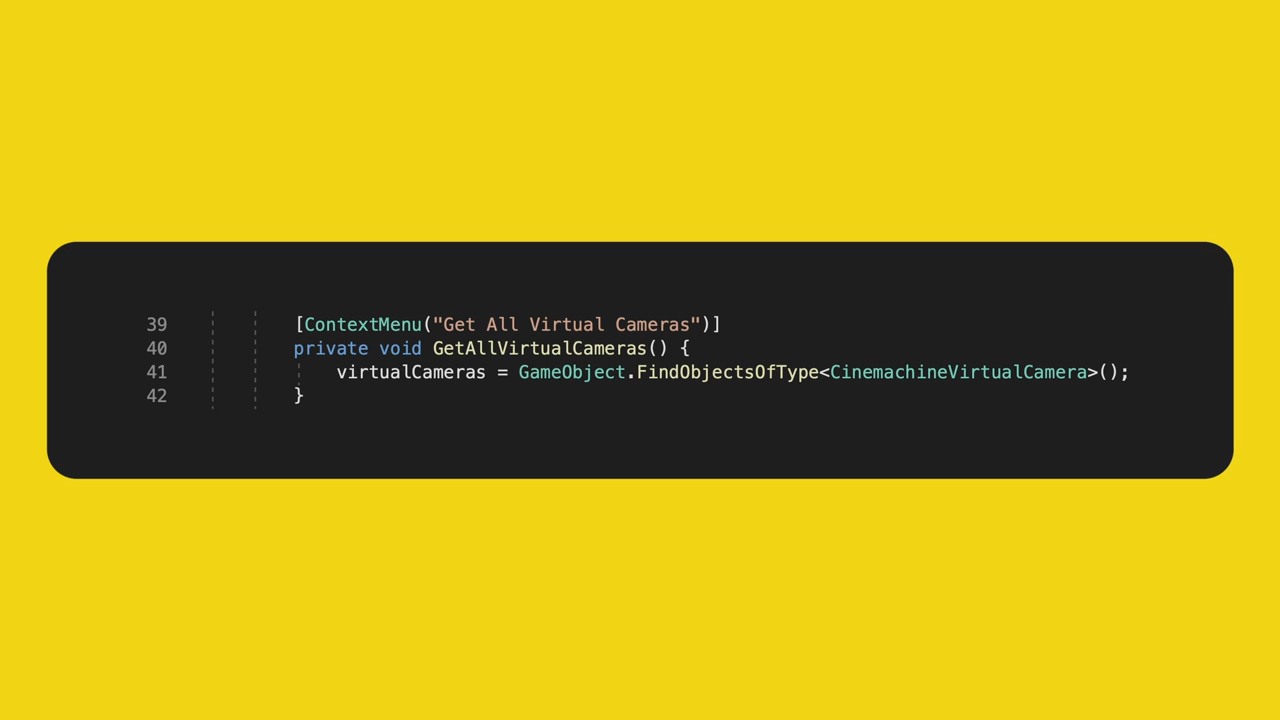 39 [ContextMenu("Get All Virtual Cameras")]
40 private void GetAllVirtualCameras() {
41 virtualCameras = GameObject.FindObjectsOfType<CinemachineVirtualCamera>();
42 }